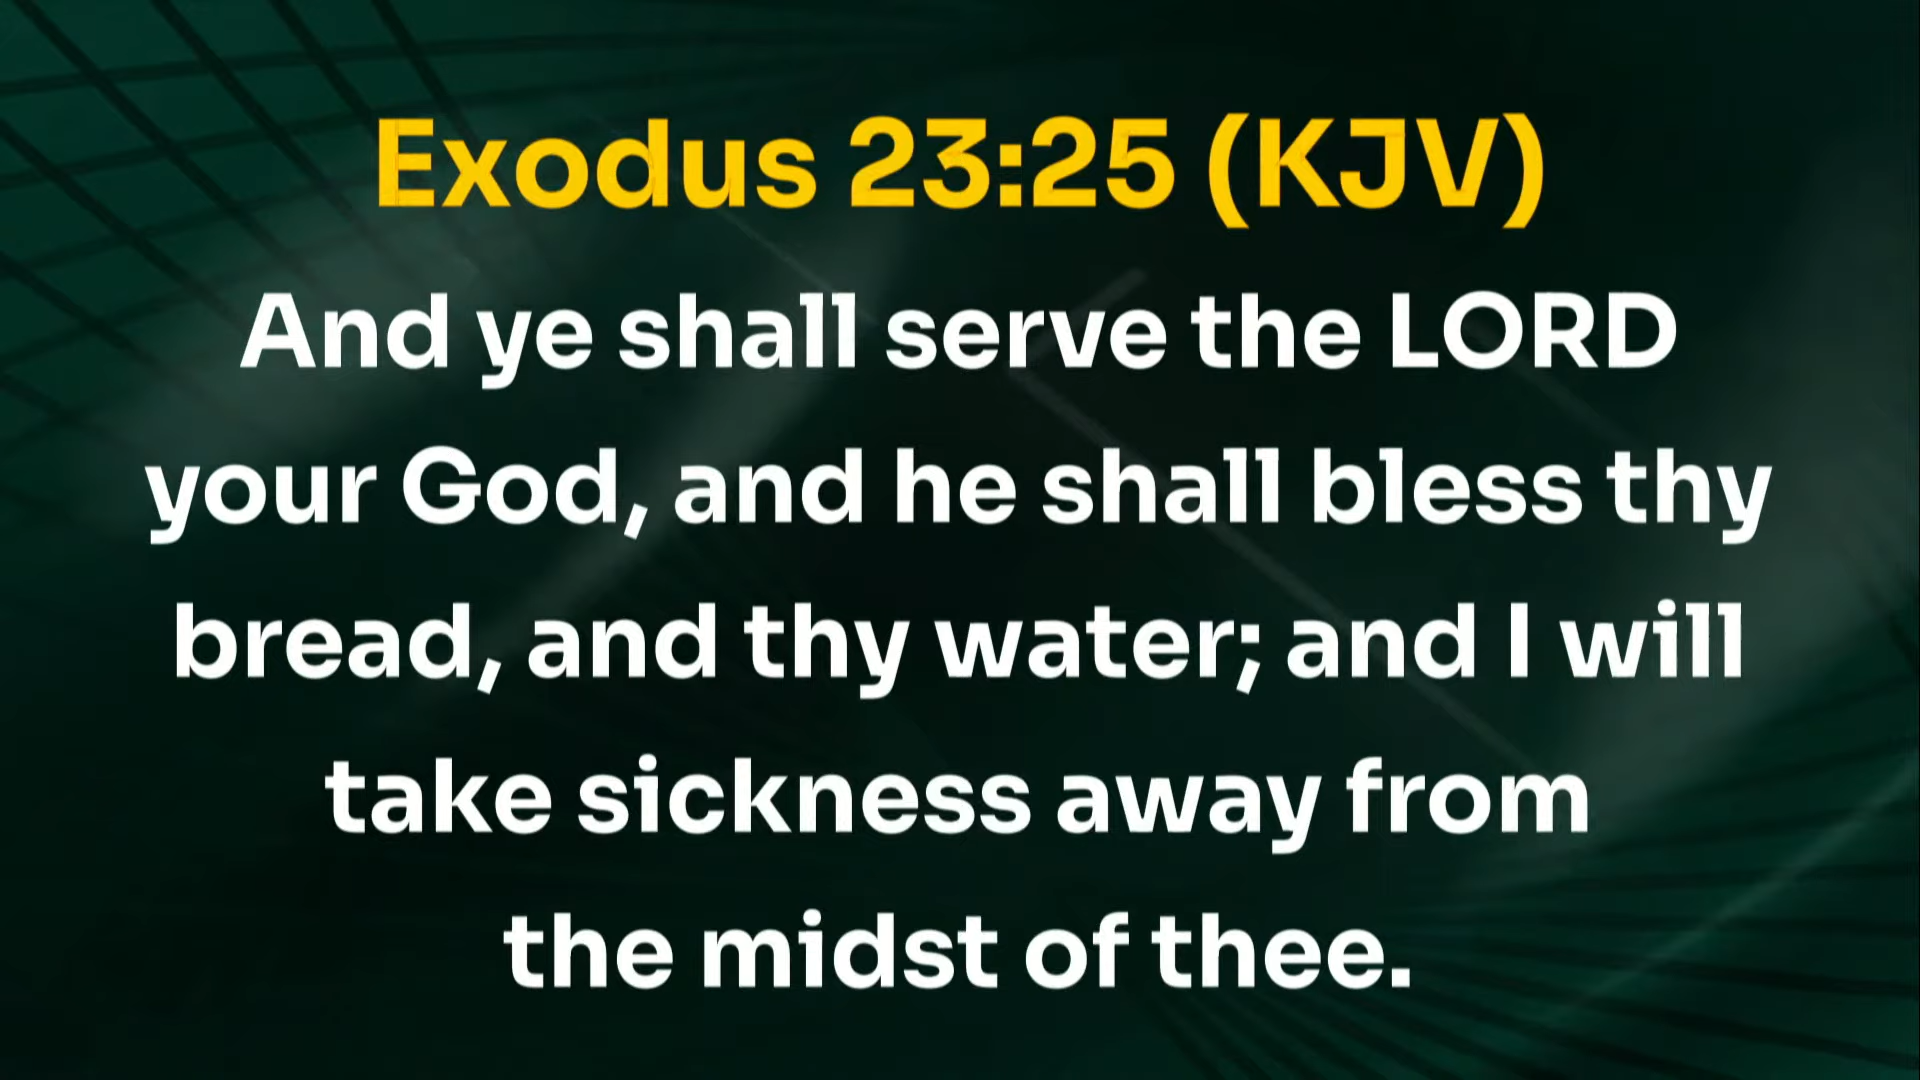 Exodus 23:25 (KJV)
And ye shall serve the LORD
your God, and he shall bless thy
bread, and thy water; and I will
take sickness away from
the midst of thee.